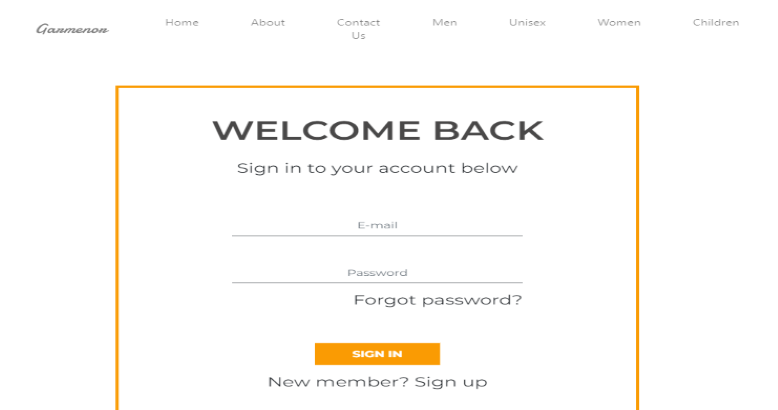 Garmenor
Home About Contact Us Men Unisex Women Children
WELCOME BACK
Sign in to your account below
E-mail
Password
Forgot password?
SIGN IN
New member? Sign up